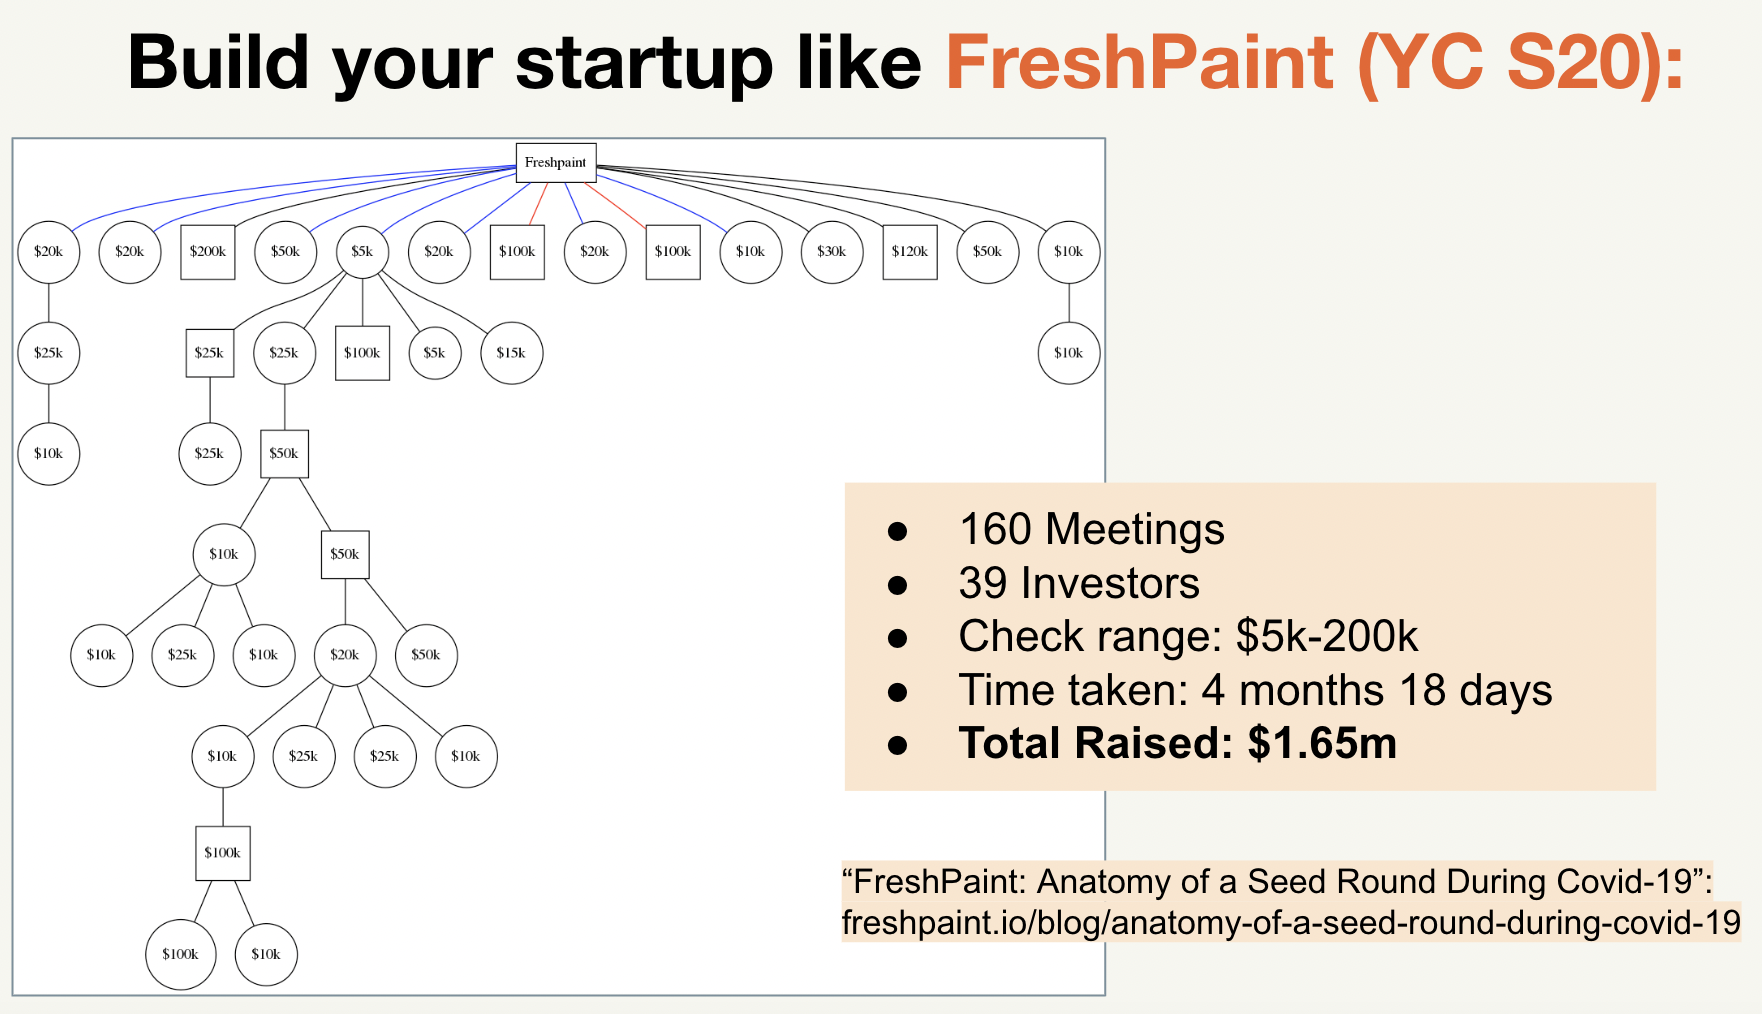 Build your startup like FreshPaint (YC S20):
Freshpaint
$20k $20k $200k $50k $5k $20k $100k $20k $100k $10k $30k $120k $50k $10k
$25k $25k $25k $100k $5k $15k $10k
$10k $25k $50k
$10k $50k
$10k $25k $10k $20k $50k
$10k $25k $25k $10k
$100k
$100k $10k
● 160 Meetings
● 39 Investors
● Check range: $5k-200k
● Time taken: 4 months 18 days
● Total Raised: $1.65m
“FreshPaint: Anatomy of a Seed Round During Covid-19”:
freshpaint.io/blog/anatomy-of-a-seed-round-during-covid-19